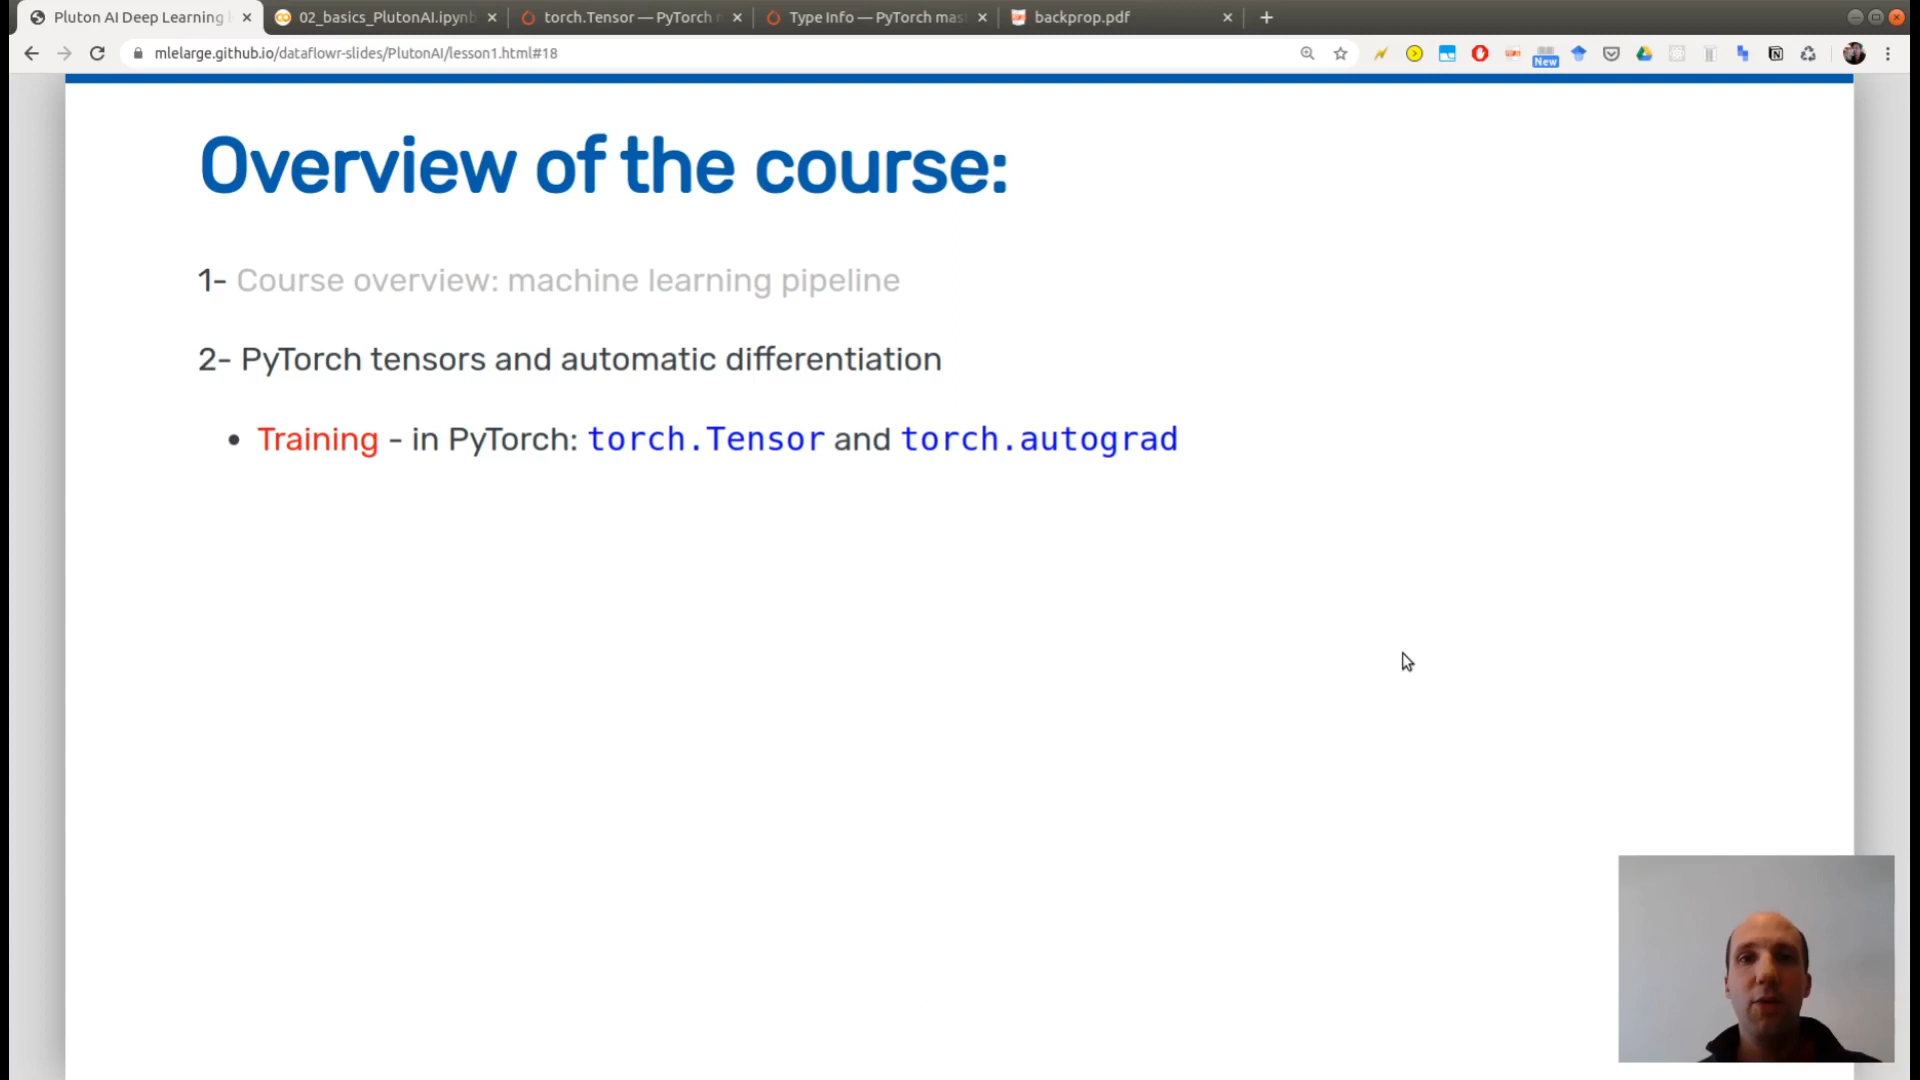 Pluton AI Deep Learning
02_basics_PlutonAI.ipynb
torch.Tensor — PyTorch
Type Info — PyTorch mas
backprop.pdf
mlelarge.github.io/dataflowr-slides/PlutonAI/lesson1.html#18
New
Overview of the course:
1- Course overview: machine learning pipeline
2- PyTorch tensors and automatic differentiation
• Training - in PyTorch: torch.Tensor and torch.autograd